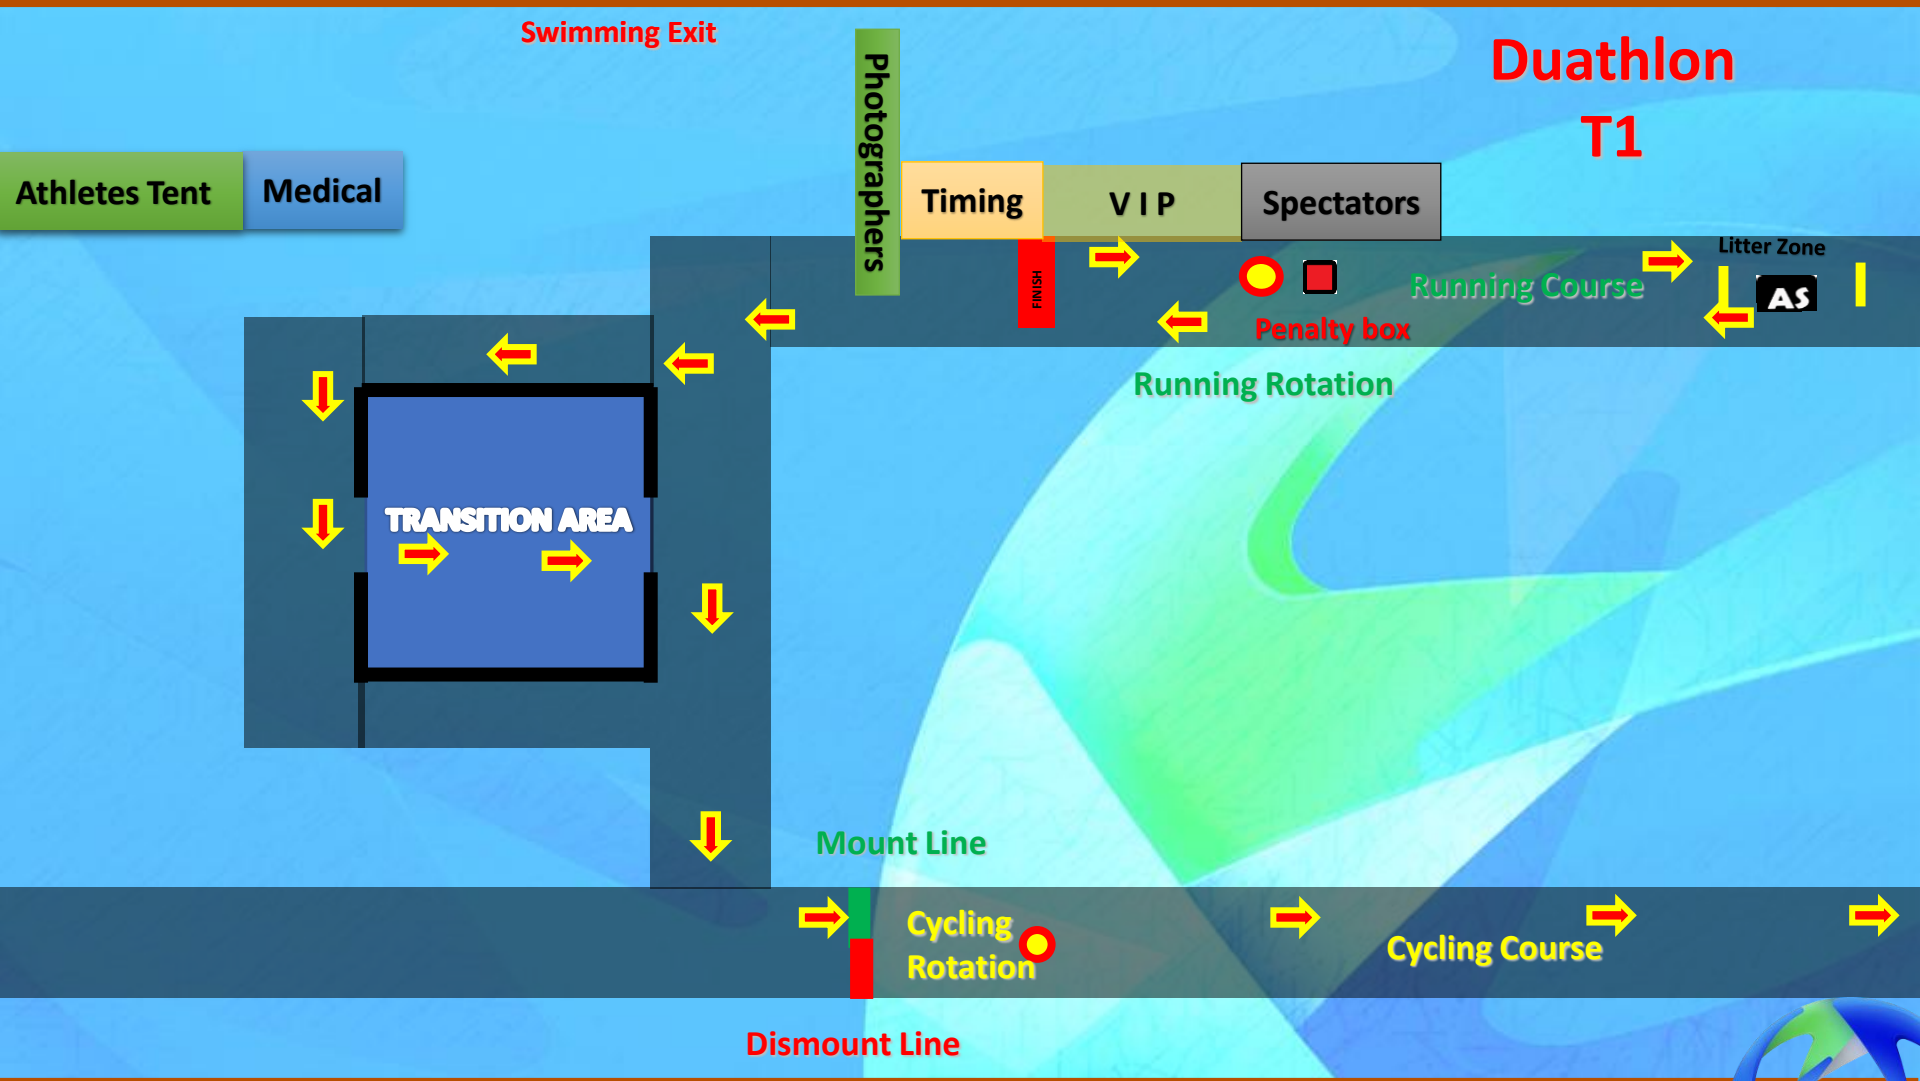 Swimming Exit
Duathlon
T1
Photographers
Athletes Tent
Medical
Timing
V I P
Spectators
Litter Zone
FINISH
Running Course
AS
Penalty box
Running Rotation
TRANSITION AREA
Mount Line
Cycling
Rotation
Cycling Course
Dismount Line